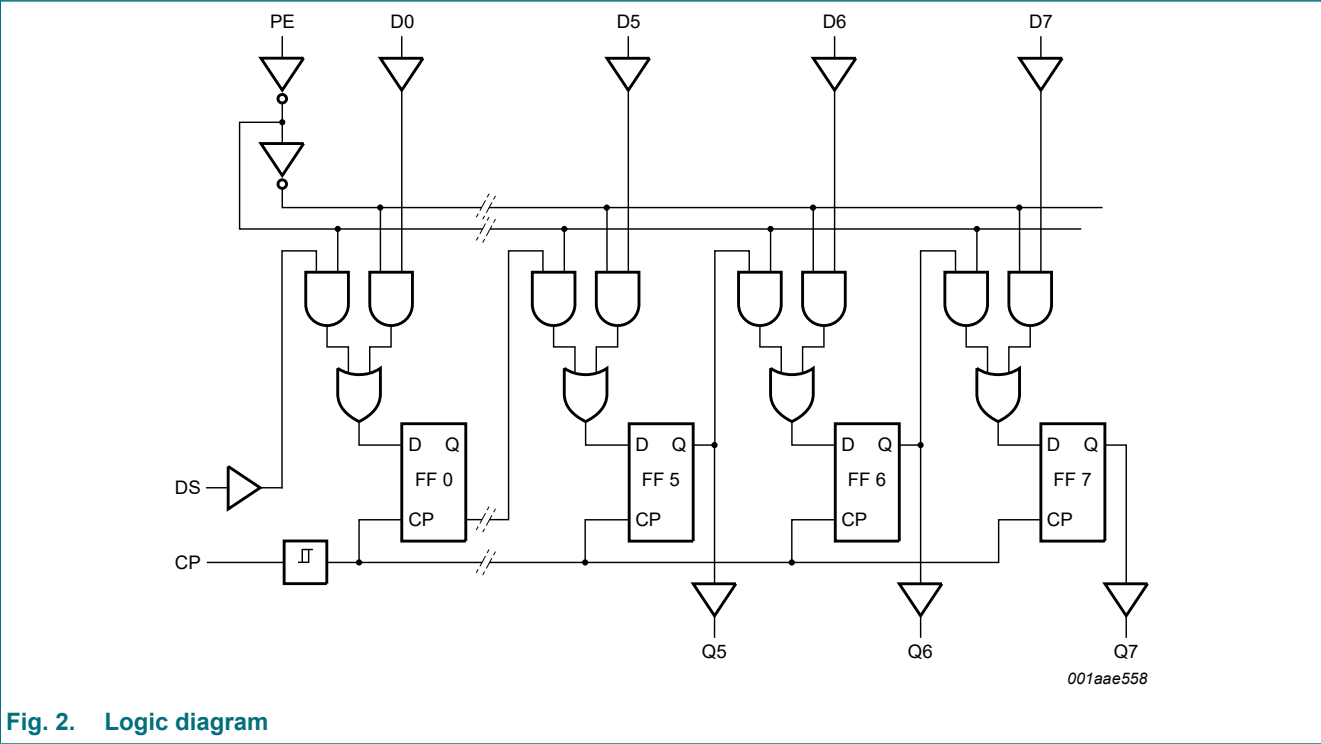 PE D0 D5 D6 D7
D Q D Q D Q D Q
FF 0 FF 5 FF 6 FF 7
DS
CP CP CP CP
CP
Q5 Q6 Q7
001aae558
Fig. 2. Logic diagram